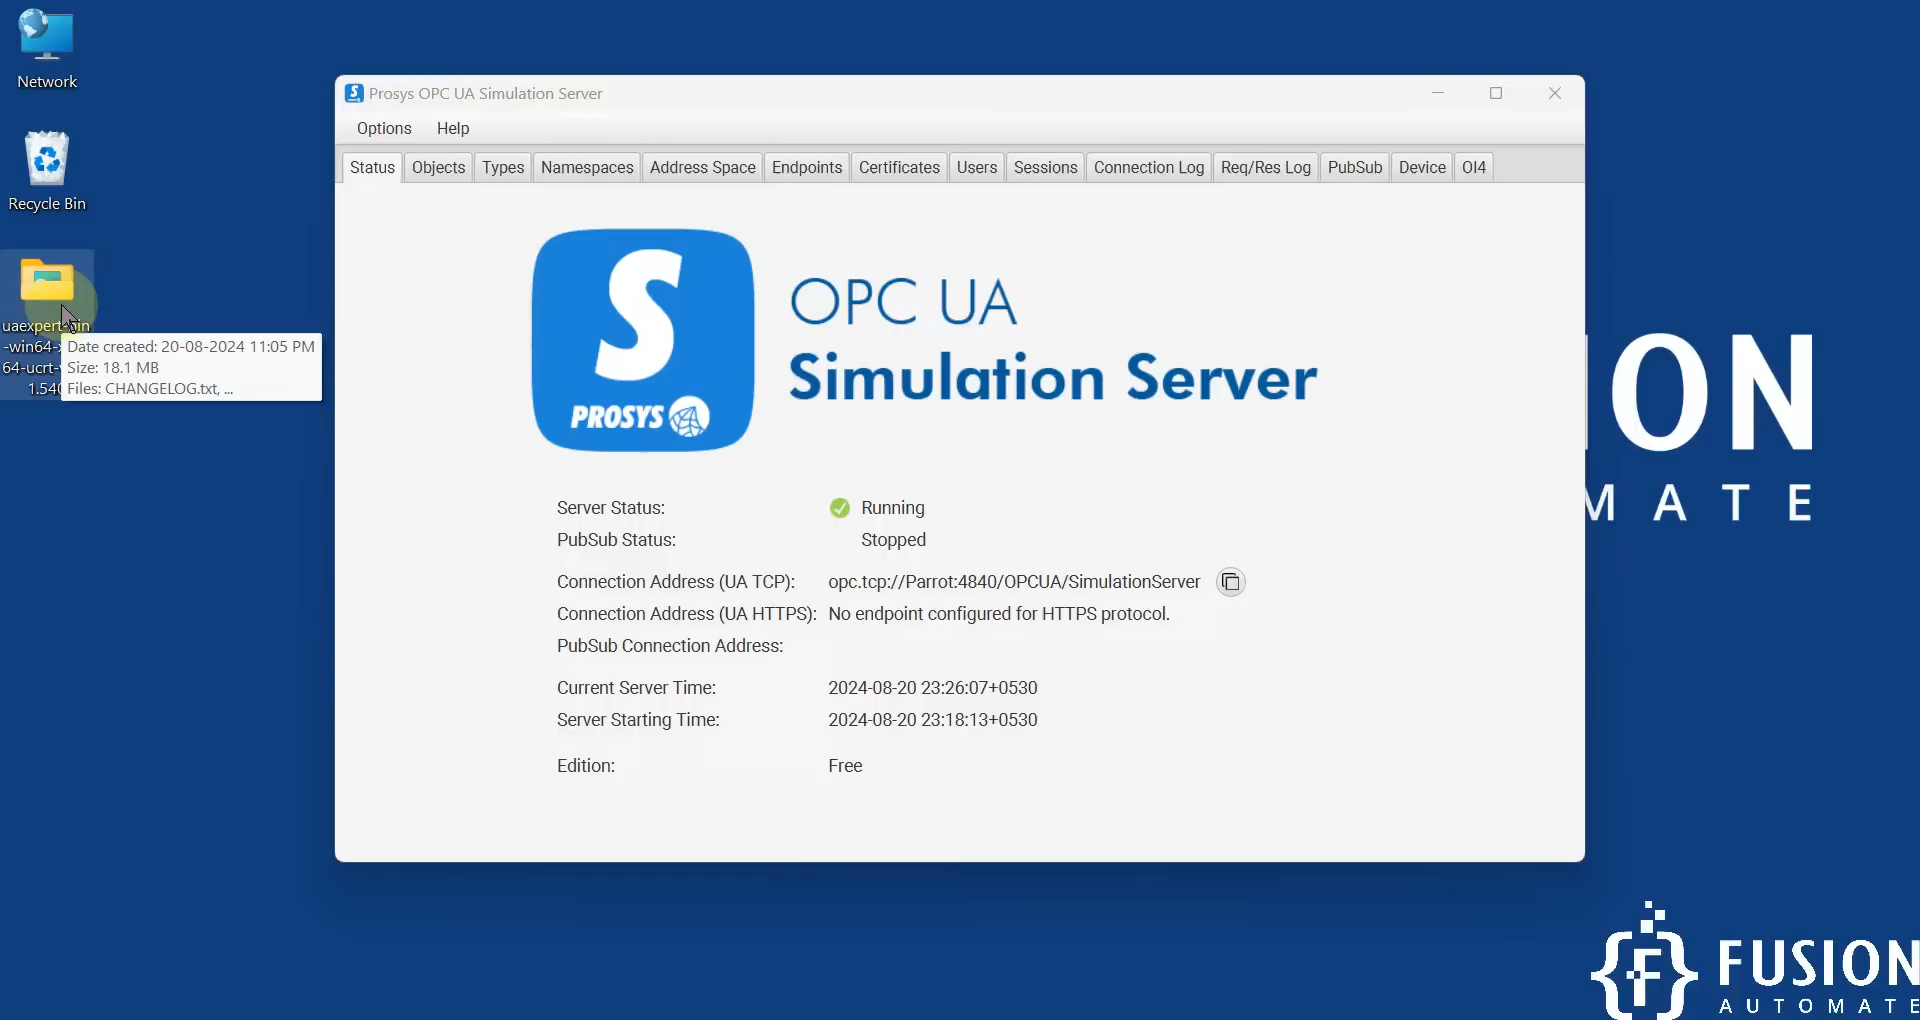 Network
Recycle Bin
uaexpert-bin
-win64-
64-ucrt-
1.540
Date created: 20-08-2024 11:05 PM
Size: 18.1 MB
Files: CHANGELOG.txt, ...
Prosys OPC UA Simulation Server
Options Help
Status Objects Types Namespaces Address Space Endpoints Certificates Users Sessions Connection Log Req/Res Log PubSub Device OI4
S
PROSYS
OPC UA
Simulation Server
Server Status: Running
PubSub Status: Stopped
Connection Address (UA TCP): opc.tcp://Parrot:4840/OPCUA/SimulationServer
Connection Address (UA HTTPS): No endpoint configured for HTTPS protocol.
PubSub Connection Address:
Current Server Time: 2024-08-20 23:26:07+0530
Server Starting Time: 2024-08-20 23:18:13+0530
Edition: Free
ION
MATE
{F} FUSION
AUTOMATE